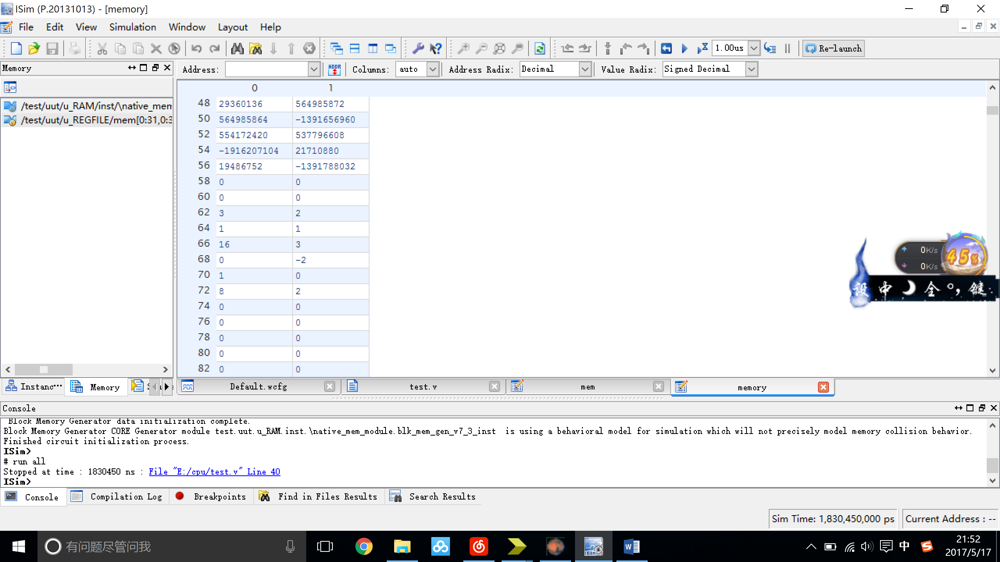 ISim (P.20131013) - [memory]
File Edit View Simulation Window Layout Help
1.00us Re-launch
Memory
Address: ADDR Columns: auto Address Radix: Decimal Value Radix: Signed Decimal
/test/uut/u_RAM/inst/\native_mem
/test/uut/u_REGFILE/mem[0:31,0:3
0 1
48 29360136 564985872
50 564985864 -1391656960
52 554172420 537796608
54 -1916207104 21710880
56 19486752 -1391788032
58 0 0
60 0 0
62 3 2
64 1 1
66 16 3
68 0 -2
70 1 0
72 8 2
74 0 0
76 0 0
78 0 0
80 0 0
82 0 0
0K/s
0K/s
45%
设 中 全 °, 键
Instanc··· Memory
Default.wcfg test.v mem memory
Console
Block Memory Generator data initialization complete.
Block Memory Generator CORE Generator module test.uut.u_RAM.inst.\native_mem_module.blk_mem_gen_v7_3_inst is using a behavioral model for simulation which will not precisely model memory collision behavior.
Finished circuit initialization process.
ISim>
# run all
Stopped at time : 1830450 ns : File "E:/cpu/test.v" Line 40
ISim>
Console Compilation Log Breakpoints Find in Files Results Search Results
Sim Time: 1,830,450,000 ps Current Address : --
有问题尽管问我
ISim
W
中
S
21:52
2017/5/17